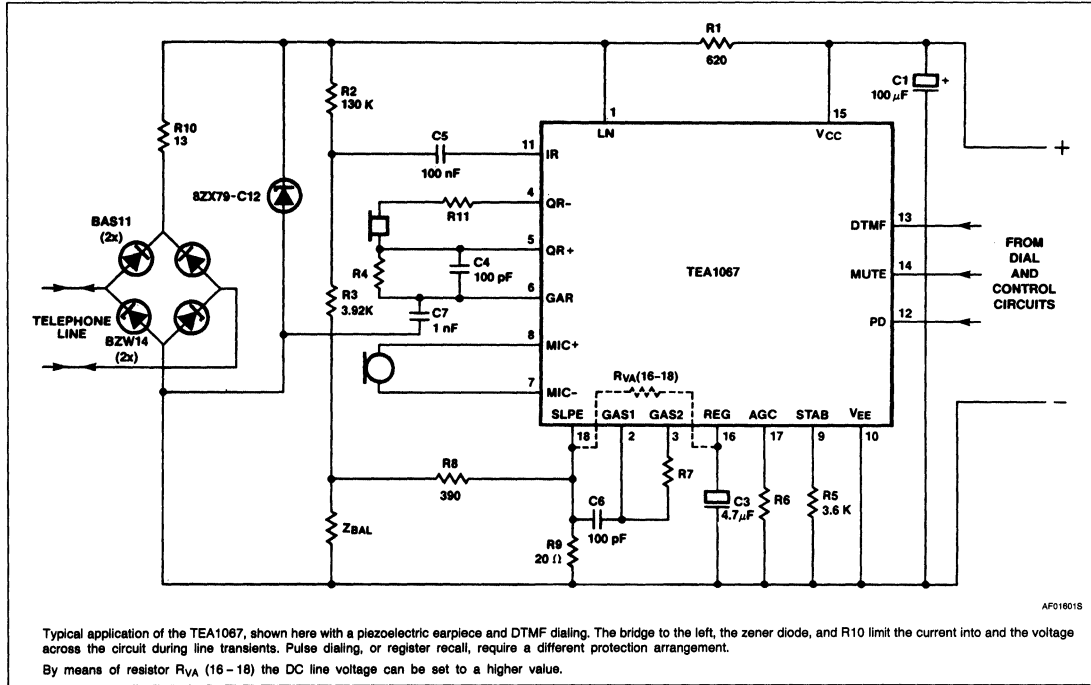 R1
620
R2
130 K
C1
100 μF
+
R10
13
1
LN
15
VCC
C5
100 nF
11
IR
+
8ZX79-C12
4
QR-
R11
BAS11
(2x)
DTMF
13
5
QR+
C4
100 pF
R4
TEA1067
FROM
DIAL
AND
CONTROL
CIRCUITS
MUTE
14
6
GAR
R3
3.92K
C7
1 nF
PD
12
TELEPHONE
LINE
BZW14
(2x)
8
MIC+
RVA (16-18)
7
MIC-
SLPE
GAS1
GAS2
REG
AGC
STAB
VEE
−
18
2
3
16
17
9
10
R8
390
R7
C3
4.7μF
R6
R5
3.6 K
C6
100 pF
ZBAL
R9
20 Ω
AF01601S
Typical application of the TEA1067, shown here with a piezoelectric earpiece and DTMF dialing. The bridge to the left, the zener diode, and R10 limit the current into and the voltage
across the circuit during line transients. Pulse dialing, or register recall, require a different protection arrangement.
By means of resistor RVA (16 – 18) the DC line voltage can be set to a higher value.